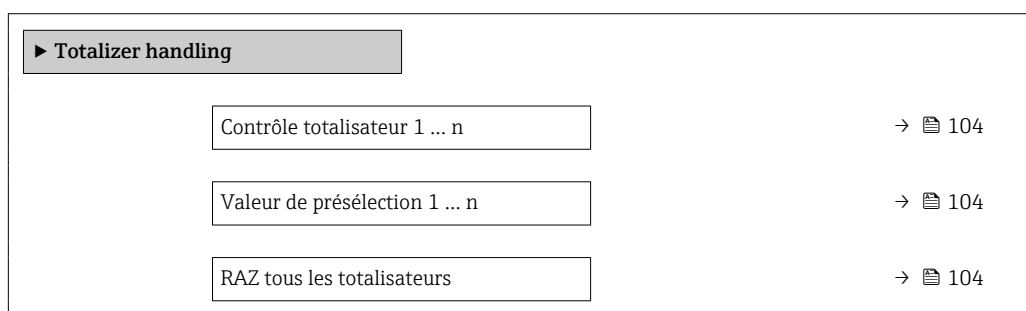 ▶ Totalizer handling
Contrôle totalisateur 1 … n → 104
Valeur de présélection 1 … n → 104
RAZ tous les totalisateurs → 104